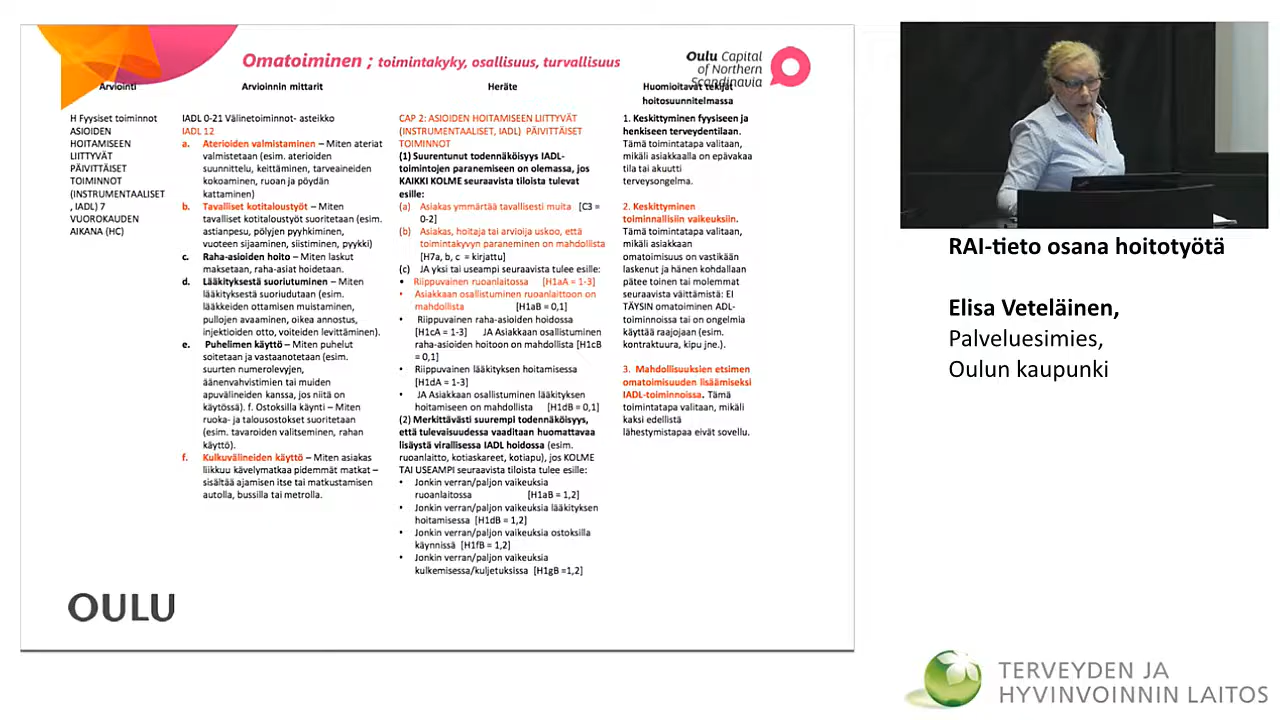 Omatoiminen ; toimintakyky, osallisuus, turvallisuus
Oulu Capital
of Northern
Scandinavia
Arviointi
Arvioinnin mittarit
Heräte
Huomioitavat tekijät
hoitosuunnitelmassa
H Fyysiset toiminnot
ASIOIDEN
HOITAMISEEN
LIITTYVÄT
PÄIVITTÄISET
TOIMINNOT
(INSTRUMENTAALISET
, IADL) 7
VUOROKAUDEN
AIKANA (HC)
IADL 0-21 Välinetoiminnot- asteikko
IADL 12
a. Aterioiden valmistaminen – Miten ateriat
valmistetaan (esim. aterioiden
suunnittelu, keittäminen, tarveaineiden
kokoaminen, ruoan ja pöydän
kattaminen)
b. Tavalliset kotitaloustyöt – Miten
tavalliset kotitaloustyöt suoritetaan (esim.
astianpesu, pölyjen pyyhkiminen,
vuoteen sijaaminen, siistiminen, pyykki)
c. Raha-asioiden hoito – Miten laskut
maksetaan, raha-asiat hoidetaan.
d. Lääkityksestä suoriutuminen – Miten
lääkityksestä suoriudutaan (esim.
lääkkeiden ottamisen muistaminen,
pullojen avaaminen, oikea annostus,
injektioiden otto, voiteiden levittäminen).
e. Puhelimen käyttö – Miten puhelut
soitetaan ja vastaanotetaan (esim.
suurten numerolevyjen,
äänenvahvistimien tai muiden
apuvälineiden kanssa, jos niitä on
käytössä). f. Ostoksilla käynti – Miten
ruoka- ja talousostokset suoritetaan
(esim. tavaroiden valitseminen, rahan
käyttö).
f. Kulkuvälineiden käyttö – Miten asiakas
liikkuu kävelymatkaa pidemmät matkat –
sisältää ajamisen itse tai matkustamisen
autolla, bussilla tai metrolla.
CAP 2: ASIOIDEN HOITAMISEEN LIITTYVÄT
(INSTRUMENTAALISET, IADL) PÄIVITTÄISET
TOIMINNOT
(1) Suurentunut todennäköisyys IADL-
toimintojen paranemiseen on olemassa, jos
KAIKKI KOLME seuraavista tiloista tulevat
esille:
(a) Asiakas ymmärtää tavallisesti muita [C3 =
0-2]
(b) Asiakas, hoitaja tai arvioija uskoo, että
toimintakyvyn paraneminen on mahdollista
[H7a, b, c = kirjattu]
(c) JA yksi tai useampi seuraavista tulee esille:
• Riippuvainen ruoanlaitossa [H1aA = 1-3]
• Asiakkaan osallistuminen ruoanlaittoon on
mahdollista [H1aB = 0,1]
• Riippuvainen raha-asioiden hoidossa
[H1cA = 1-3] JA Asiakkaan osallistuminen
raha-asioiden hoitoon on mahdollista [H1cB
= 0,1]
• Riippuvainen lääkityksen hoitamisessa
[H1dA = 1-3]
• JA Asiakkaan osallistuminen lääkityksen
hoitamiseen on mahdollista [H1dB = 0,1]
(2) Merkittävästi suurempi todennäköisyys,
että tulevaisuudessa vaaditaan huomattavaa
lisäystä virallisessa IADL hoidossa (esim.
ruoanlaitto, kotiaskareet, kotiapu), jos KOLME
TAI USEAMPI seuraavista tiloista tulee esille:
• Jonkin verran/paljon vaikeuksia
ruoanlaitossa [H1aB = 1,2]
• Jonkin verran/paljon vaikeuksia lääkityksen
hoitamisessa [H1dB = 1,2]
• Jonkin verran/paljon vaikeuksia ostoksilla
käynnissä [H1fB = 1,2]
• Jonkin verran/paljon vaikeuksia
kulkemisessa/kuljetuksissa [H1gB =1,2]
1. Keskittyminen fyysiseen ja
henkiseen terveydentilaan.
Tämä toimintatapa valitaan,
mikäli asiakkaalla on epävakaa
tila tai akuutti
terveysongelma.
2. Keskittyminen
toiminnallisiin vaikeuksiin.
Tämä toimintatapa valitaan,
mikäli asiakkaan
omatoimisuus on vastikään
laskenut ja hänen kohdallaan
pätee toinen tai molemmat
seuraavista väittämistä: EI
TÄYSIN omatoiminen ADL-
toiminnoissa tai on ongelmia
käyttää raajojaan (esim.
kontraktuura, kipu jne.).
3. Mahdollisuuksien etsimen
omatoimisuuden lisäämiseksi
IADL-toiminnoissa. Tämä
toimintatapa valitaan, mikäli
kaksi edellistä
lähestymistapaa eivät sovellu.
OULU
RAI-tieto osana hoitotyötä
Elisa Veteläinen,
Palveluesimies,
Oulun kaupunki
TERVEYDEN JA
HYVINVOINNIN LAITOS